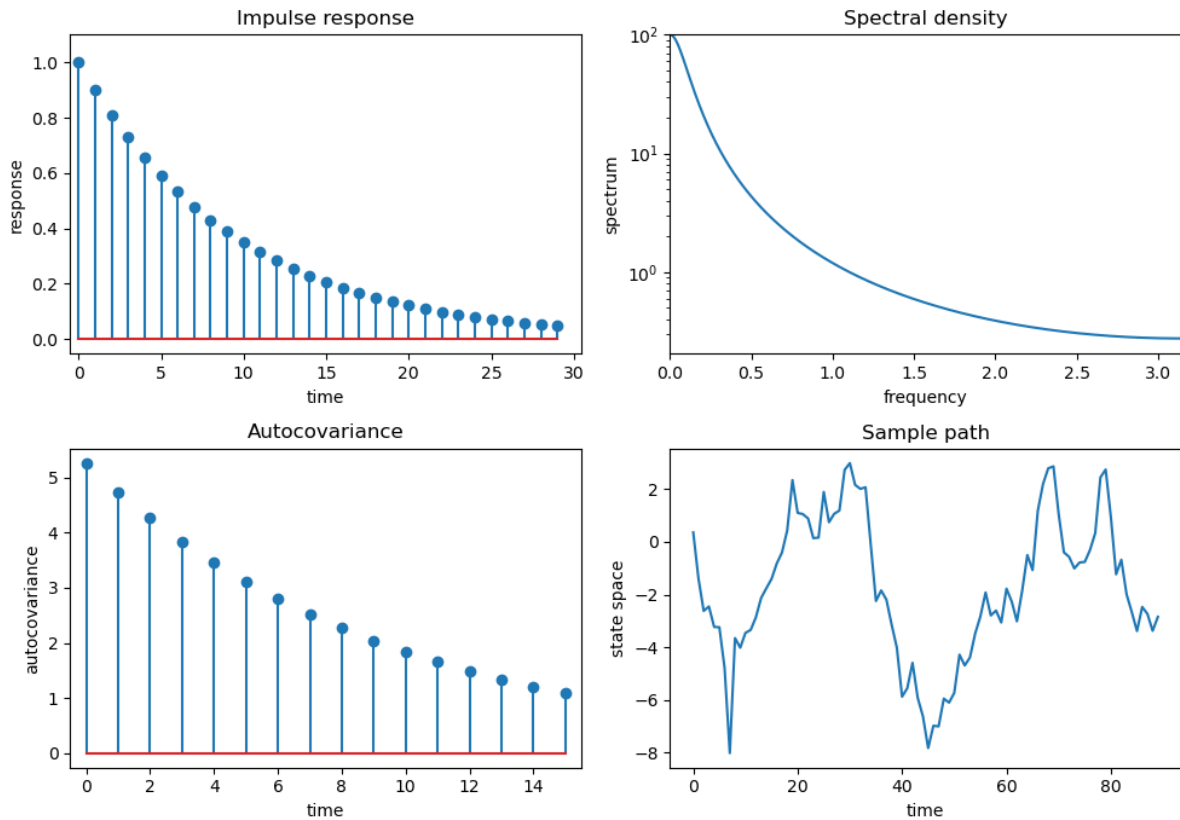 Impulse response
1.0
0.8
0.6
0.4
0.2
0.0
response
0 5 10 15 20 25 30
time
Spectral density
10²
10¹
10⁰
spectrum
0.0 0.5 1.0 1.5 2.0 2.5 3.0
frequency
Autocovariance
5
4
3
2
1
0
autocovariance
0 2 4 6 8 10 12 14
time
Sample path
2
0
−2
−4
−6
−8
state space
0 20 40 60 80
time